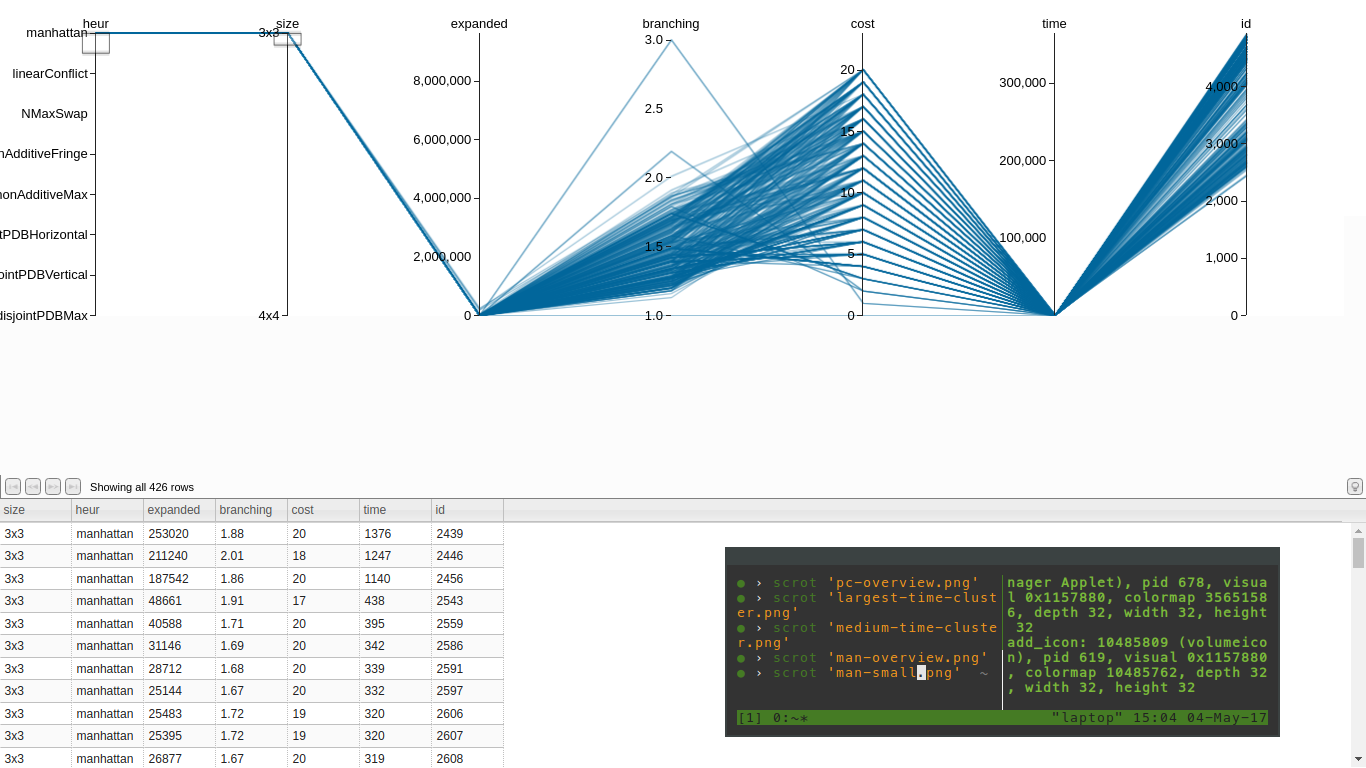 heur size expanded branching cost time id
manhattan
linearConflict
NMaxSwap
nAdditiveFringe
nonAdditiveMax
tPDBHorizontal
ointPDBVertical
disjointPDBMax
3x3
4x4
8,000,000
6,000,000
4,000,000
2,000,000
0
3.0
2.5
2.0
1.5
1.0
20
15
10
5
0
300,000
200,000
100,000
4,000
3,000
2,000
1,000
0
Showing all 426 rows
size heur expanded branching cost time id
3x3 manhattan 253020 1.88 20 1376 2439
3x3 manhattan 211240 2.01 18 1247 2446
3x3 manhattan 187542 1.86 20 1140 2456
3x3 manhattan 48661 1.91 17 438 2543
3x3 manhattan 40588 1.71 20 395 2559
3x3 manhattan 31146 1.69 20 342 2586
3x3 manhattan 28712 1.68 20 339 2591
3x3 manhattan 25144 1.67 20 332 2597
3x3 manhattan 25483 1.72 19 320 2606
3x3 manhattan 25395 1.72 19 320 2607
3x3 manhattan 26877 1.67 20 319 2608
● › scrot 'pc-overview.png'
● › scrot 'largest-time-clust
er.png'
● › scrot 'medium-time-cluste
r.png'
● › scrot 'man-overview.png'
● › scrot 'man-small.png' ~
nager Applet), pid 678, visua
l 0x1157880, colormap 3565158
6, depth 32, width 32, height
32
add_icon: 10485809 (volumeico
n), pid 619, visual 0x1157880
, colormap 10485762, depth 32
, width 32, height 32
[1] 0:~* "laptop" 15:04 04-May-17